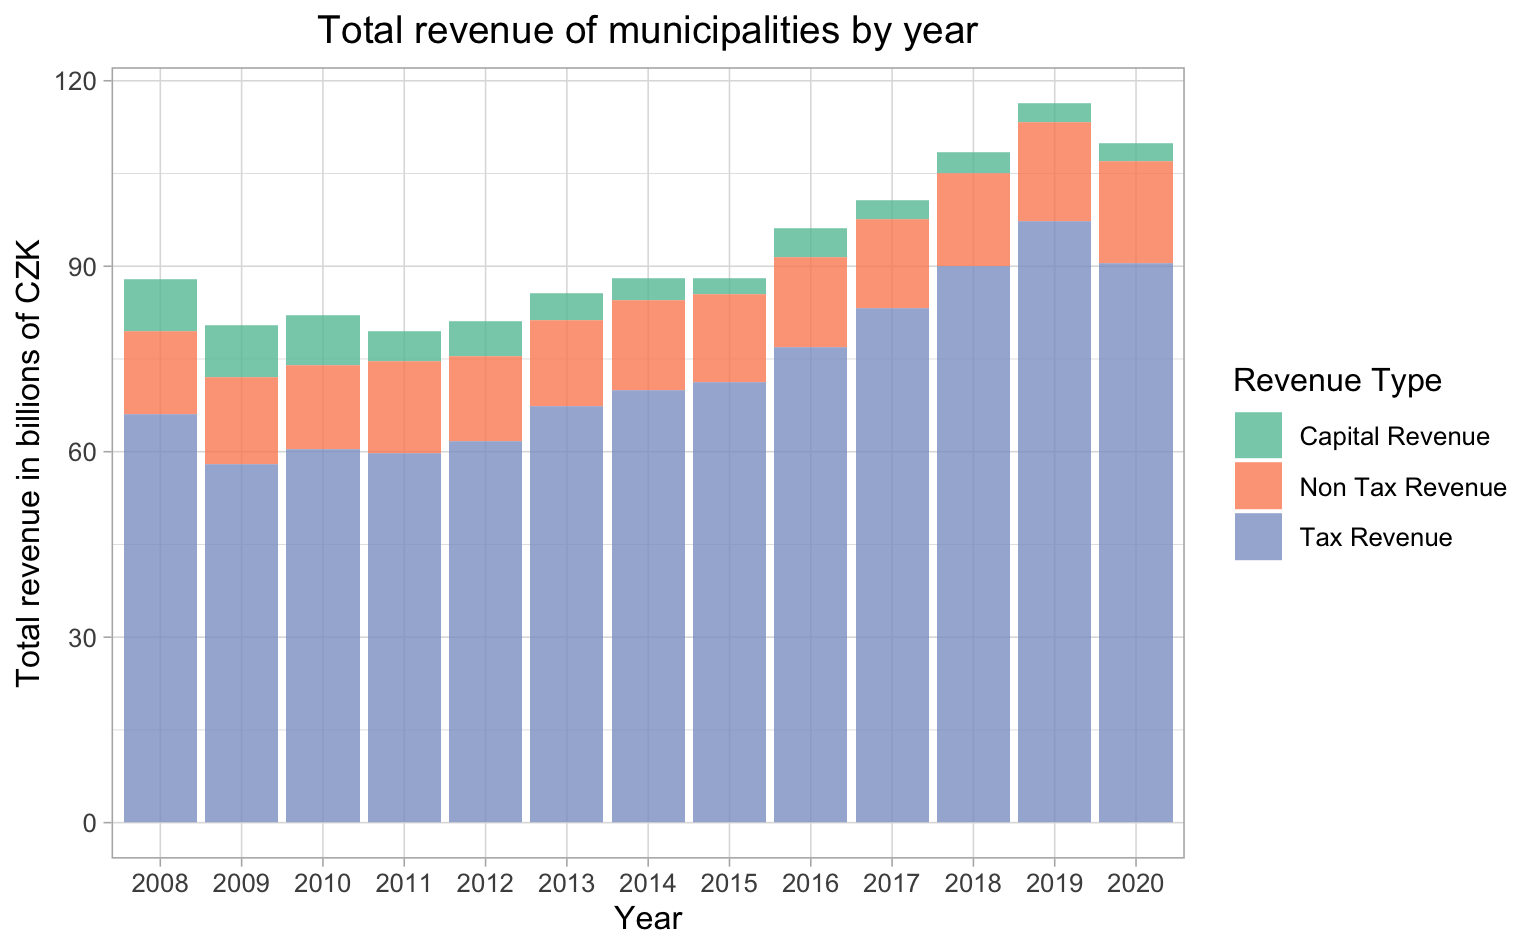 Total revenue of municipalities by year
Total revenue in billions of CZK
120
90
60
30
0
2008 2009 2010 2011 2012 2013 2014 2015 2016 2017 2018 2019 2020
Year
Revenue Type
Capital Revenue
Non Tax Revenue
Tax Revenue